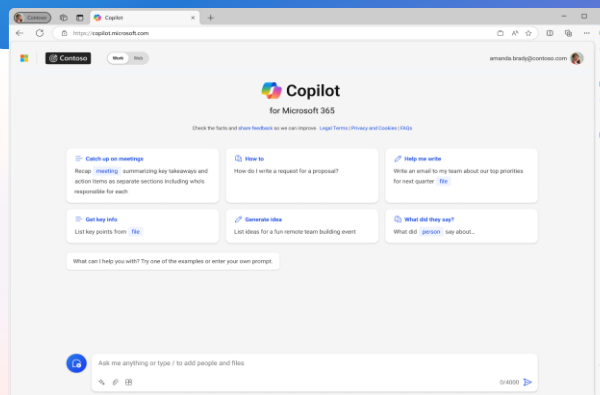 Contoso
Copilot
https://copilot.microsoft.com
Contoso
Work
Web
amanda.brady@contoso.com
Copilot
for Microsoft 365
Check the facts and share feedback so we can improve. Legal Terms | Privacy and Cookies | FAQs
Catch up on meetings
Recap meeting summarizing key takeaways and
action items as separate sections including who's
responsible for each
How to
How do I write a request for a proposal?
Help me write
Write an email to my team about our top priorities
for next quarter file
Get key info
List key points from file
Generate idea
List ideas for a fun remote team building event
What did they say?
What did person say about...
What can I help you with? Try one of the examples or enter your own prompt.
Ask me anything or type / to add people and files
0/4000